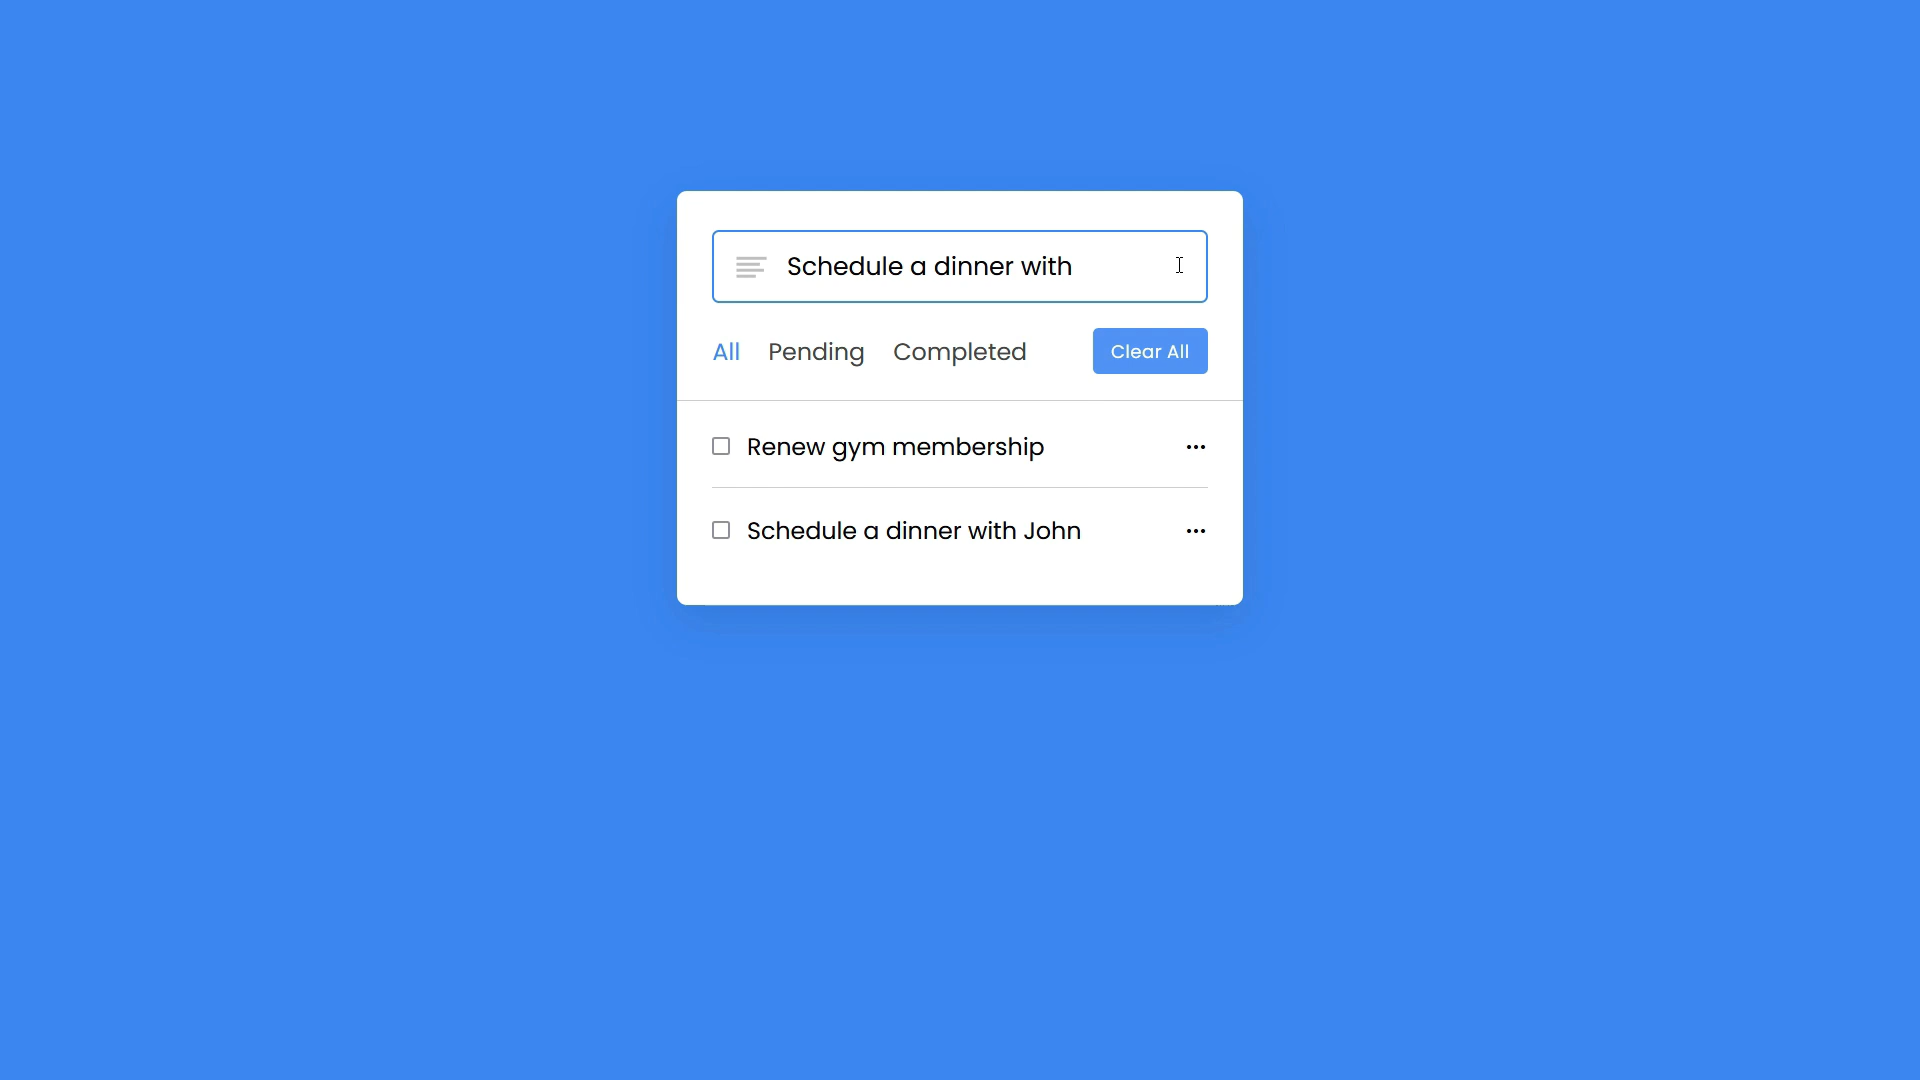 Schedule a dinner with
All Pending Completed Clear All
Renew gym membership
Schedule a dinner with John